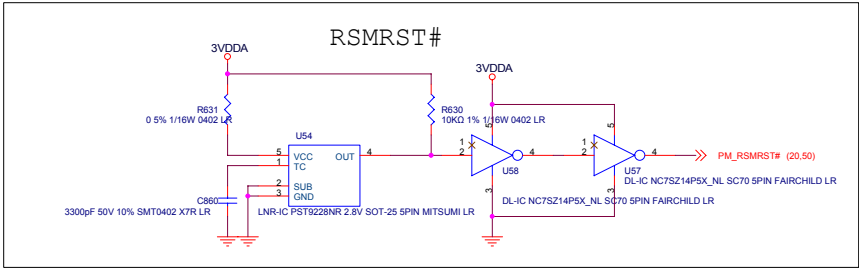 RSMRST#
3VDDA
3VDDA
R631
0 5% 1/16W 0402 LR
R630
10KΩ 1% 1/16W 0402 LR
U54
5 VCC OUT 4
1 TC
2 SUB
3 GND
C860
3300pF 50V 10% SMT0402 X7R LR
LNR-IC PST9228NR 2.8V SOT-25 5PIN MITSUMI LR
1
2
5
4
3
U58
DL-IC NC7SZ14P5X_NL SC70 5PIN FAIRCHILD LR
1
2
5
4
3
U57
DL-IC NC7SZ14P5X_NL SC70 5PIN FAIRCHILD LR
PM_RSMRST# (20,50)